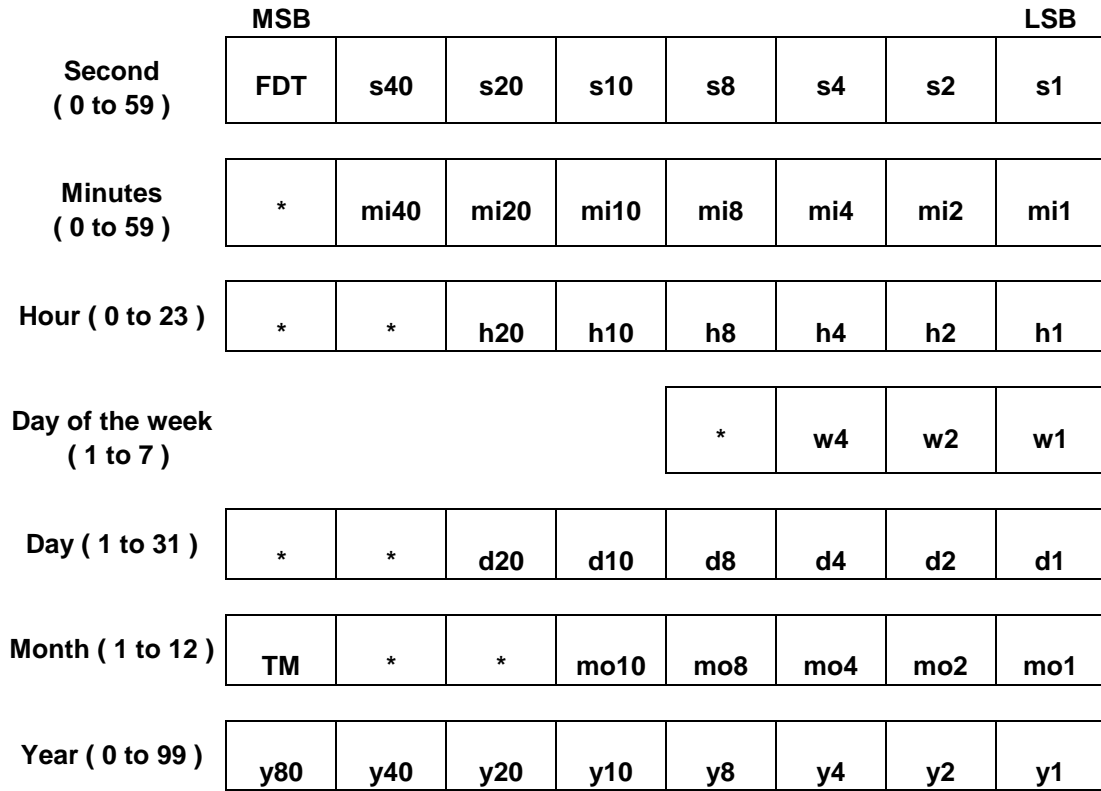 MSB LSB
Second
( 0 to 59 )
FDT s40 s20 s10 s8 s4 s2 s1
Minutes
( 0 to 59 )
* mi40 mi20 mi10 mi8 mi4 mi2 mi1
Hour ( 0 to 23 )
* * h20 h10 h8 h4 h2 h1
Day of the week
( 1 to 7 )
* w4 w2 w1
Day ( 1 to 31 )
* * d20 d10 d8 d4 d2 d1
Month ( 1 to 12 )
TM * * mo10 mo8 mo4 mo2 mo1
Year ( 0 to 99 )
y80 y40 y20 y10 y8 y4 y2 y1